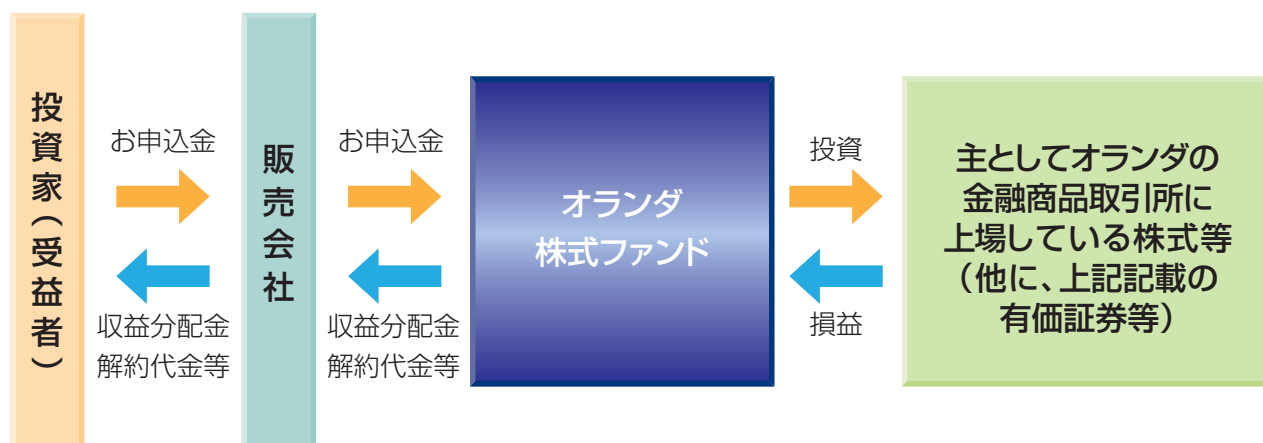 投資家（受益者）
お申込金
収益分配金
解約代金等
販売会社
お申込金
収益分配金
解約代金等
オランダ
株式ファンド
投資
損益
主としてオランダの
金融商品取引所に
上場している株式等
（他に、上記記載の
有価証券等）